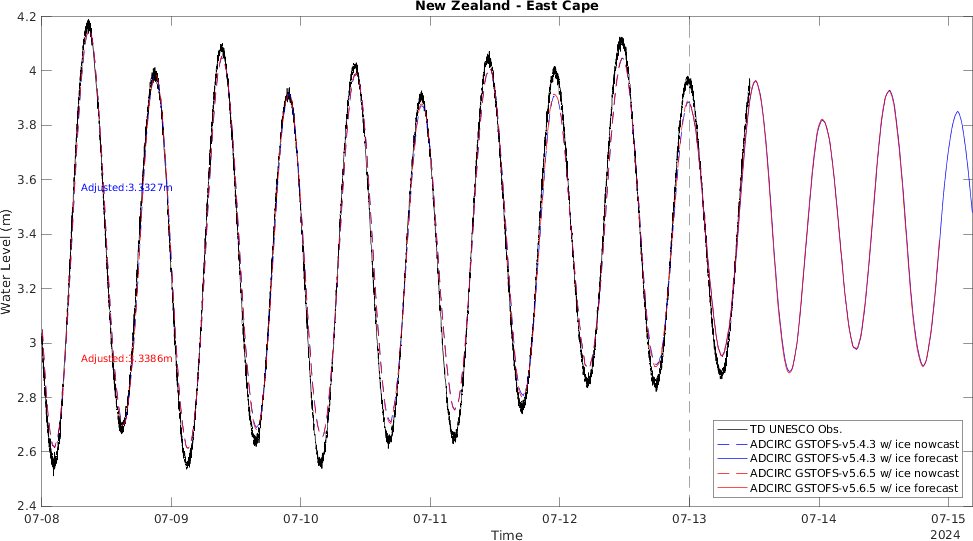 New Zealand - East Cape
4.2
4
3.8
3.6
3.4
3.2
3
2.8
2.6
2.4
Water Level (m)
Adjusted:3.3327m
Adjusted:3.3386m
TD UNESCO Obs.
ADCIRC GSTOFS-v5.4.3 w/ ice nowcast
ADCIRC GSTOFS-v5.4.3 w/ ice forecast
ADCIRC GSTOFS-v5.6.5 w/ ice nowcast
ADCIRC GSTOFS-v5.6.5 w/ ice forecast
07-08 07-09 07-10 07-11 07-12 07-13 07-14 07-15
Time
2024